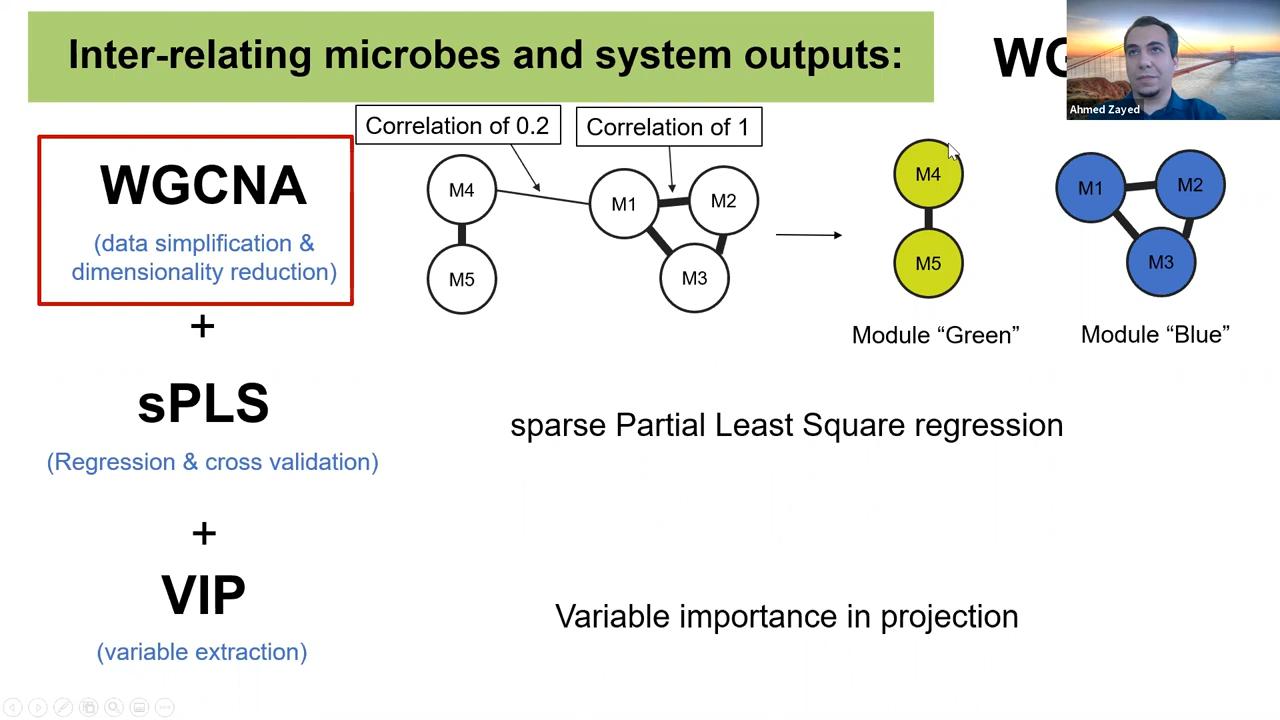 Inter-relating microbes and system outputs:
WG
Ahmed Zayed
Correlation of 0.2
Correlation of 1
WGCNA
(data simplification &
dimensionality reduction)
M4
M1
M2
M5
M3
M4
M5
M1
M2
M3
Module “Green”
Module “Blue”
+
sPLS
(Regression & cross validation)
sparse Partial Least Square regression
+
VIP
(variable extraction)
Variable importance in projection